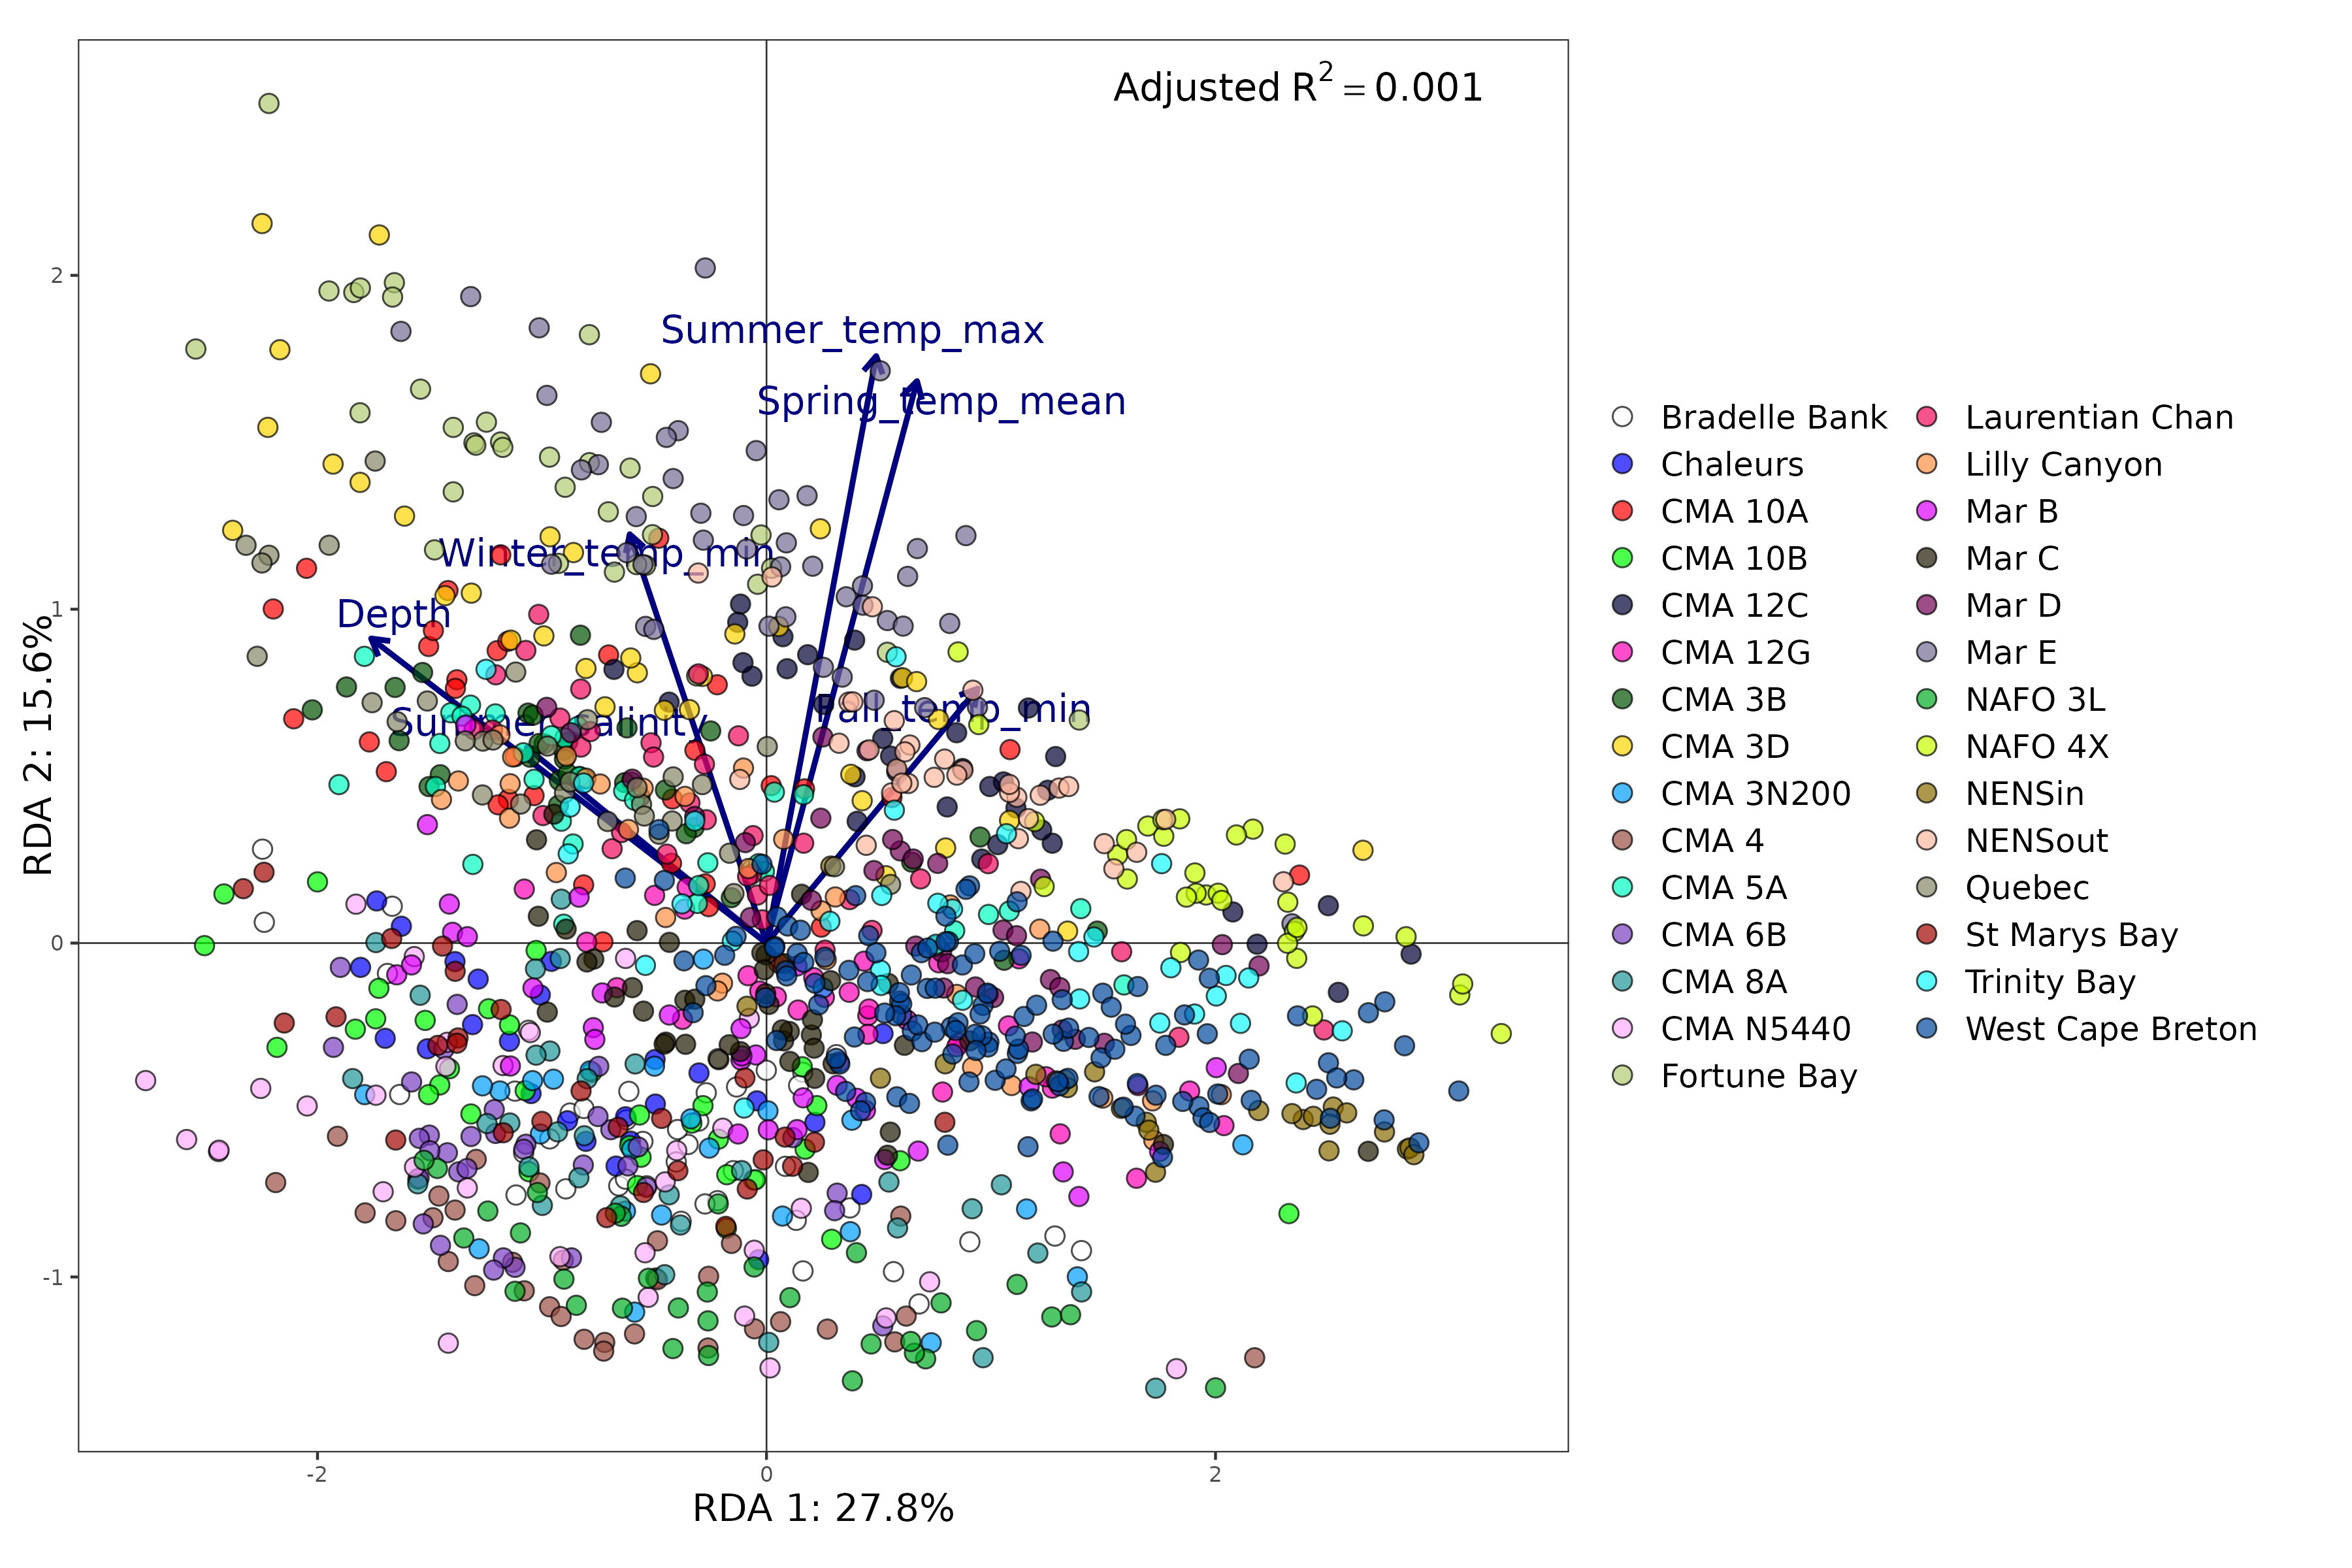 Adjusted R² = 0.001
Summer_temp_max
Spring_temp_mean
Winter_temp_min
Depth
Summer_salinity
Fall_temp_min
RDA 2: 15.6%
2
1
0
-1
-2
0
2
RDA 1: 27.8%
Bradelle Bank
Chaleurs
CMA 10A
CMA 10B
CMA 12C
CMA 12G
CMA 3B
CMA 3D
CMA 3N200
CMA 4
CMA 5A
CMA 6B
CMA 8A
CMA N5440
Fortune Bay
Laurentian Chan
Lilly Canyon
Mar B
Mar C
Mar D
Mar E
NAFO 3L
NAFO 4X
NENSin
NENSout
Quebec
St Marys Bay
Trinity Bay
West Cape Breton